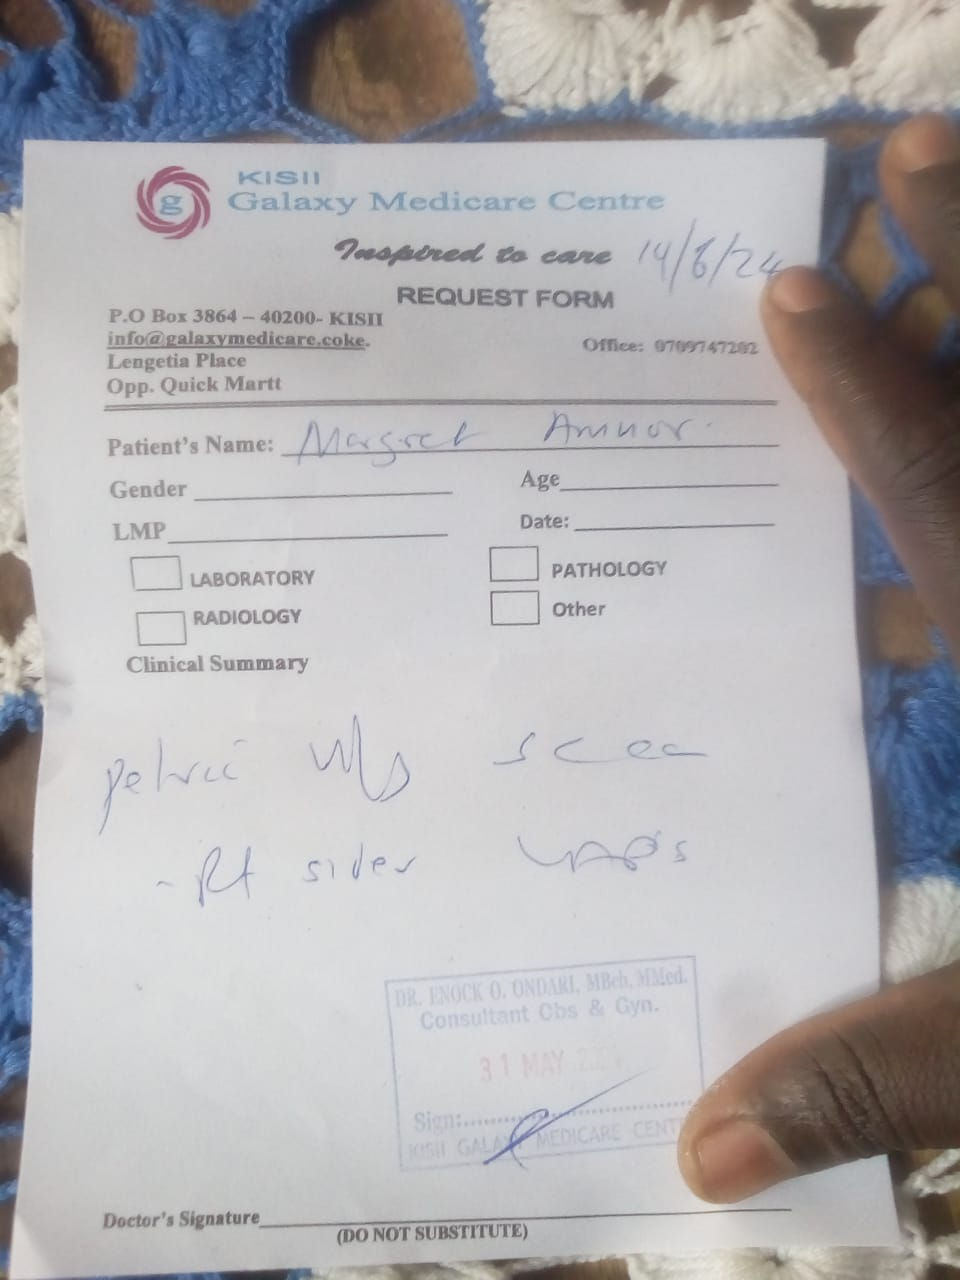 KISII
g
Galaxy Medicare Centre
Inspired to care 14/6/24
REQUEST FORM
P.O Box 3864 – 40200- KISII
info@galaxymedicare.coke.
Office: 0709747202
Lengetia Place
Opp. Quick Martt
Patient's Name: Margret
Gender
Age
LMP
Date:
LABORATORY
PATHOLOGY
RADIOLOGY
Other
Clinical Summary
pelvic scan
- Rt sided
DR. ENOCK O. ONDARI, MBch, MMed.
Consultant Obs & Gyn.
31 MAY
Sign:
KISII GALAXY MEDICARE CENT
Doctor's Signature
(DO NOT SUBSTITUTE)